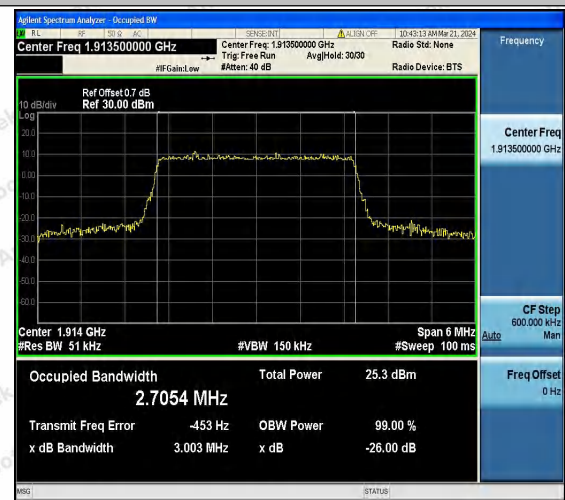 Agilent Spectrum Analyzer - Occupied BW
RL RF 50 Ω AC SENSE:INT ALIGN OFF 10:43:13 AM Mar 21, 2024
Center Freq 1.913500000 GHz
Center Freq: 1.913500000 GHz
Radio Std: None
Trig: Free Run Avg|Hold: 30/30
#IFGain:Low #Atten: 40 dB Radio Device: BTS
Ref Offset 0.7 dB
10 dB/div Ref 30.00 dBm
Log
20.0
10.0
0.00
-10.0
-20.0
-30.0
-40.0
-50.0
-60.0
Center 1.914 GHz Span 6 MHz
#Res BW 51 kHz #VBW 150 kHz #Sweep 100 ms
Occupied Bandwidth Total Power 25.3 dBm
2.7054 MHz
Transmit Freq Error -453 Hz OBW Power 99.00 %
x dB Bandwidth 3.003 MHz x dB -26.00 dB
MSG STATUS
Frequency
Center Freq
1.913500000 GHz
CF Step
600.000 kHz
Auto Man
Freq Offset
0 Hz